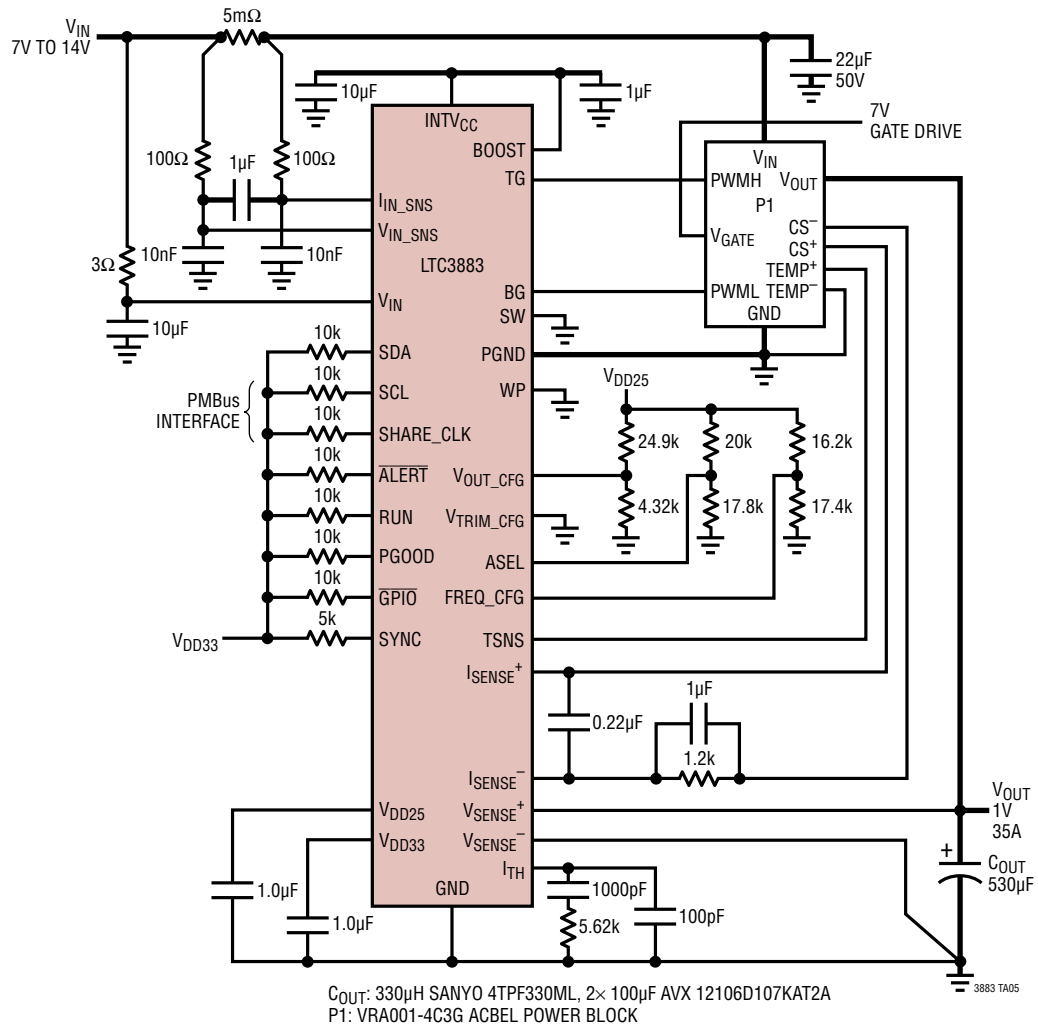 5mΩ
VIN
7V TO 14V
22µF
50V
10µF
1µF
7V
GATE DRIVE
INTVCC
BOOST
TG
100Ω
1µF
100Ω
IIN_SNS
VIN_SNS
10nF
10nF
LTC3883
3Ω
VIN
10µF
VIN
PWMH
VOUT
P1
CS–
VGATE
CS+
TEMP+
PWML
TEMP–
GND
BG
SW
PGND
WP
10k
SDA
10k
SCL
PMBus
INTERFACE
10k
SHARE_CLK
10k
ALERT
10k
RUN
10k
PGOOD
10k
GPIO
5k
VDD33
SYNC
VDD25
24.9k
20k
16.2k
VOUT_CFG
4.32k
17.8k
17.4k
VTRIM_CFG
ASEL
FREQ_CFG
TSNS
ISENSE+
0.22µF
1µF
1.2k
ISENSE–
VDD25
VSENSE+
VDD33
VSENSE–
ITH
GND
1.0µF
1.0µF
1000pF
5.62k
100pF
VOUT
1V
35A
+
COUT
530µF
3883 TA05
COUT: 330µH SANYO 4TPF330ML, 2× 100µF AVX 12106D107KAT2A
P1: VRA001-4C3G ACBEL POWER BLOCK